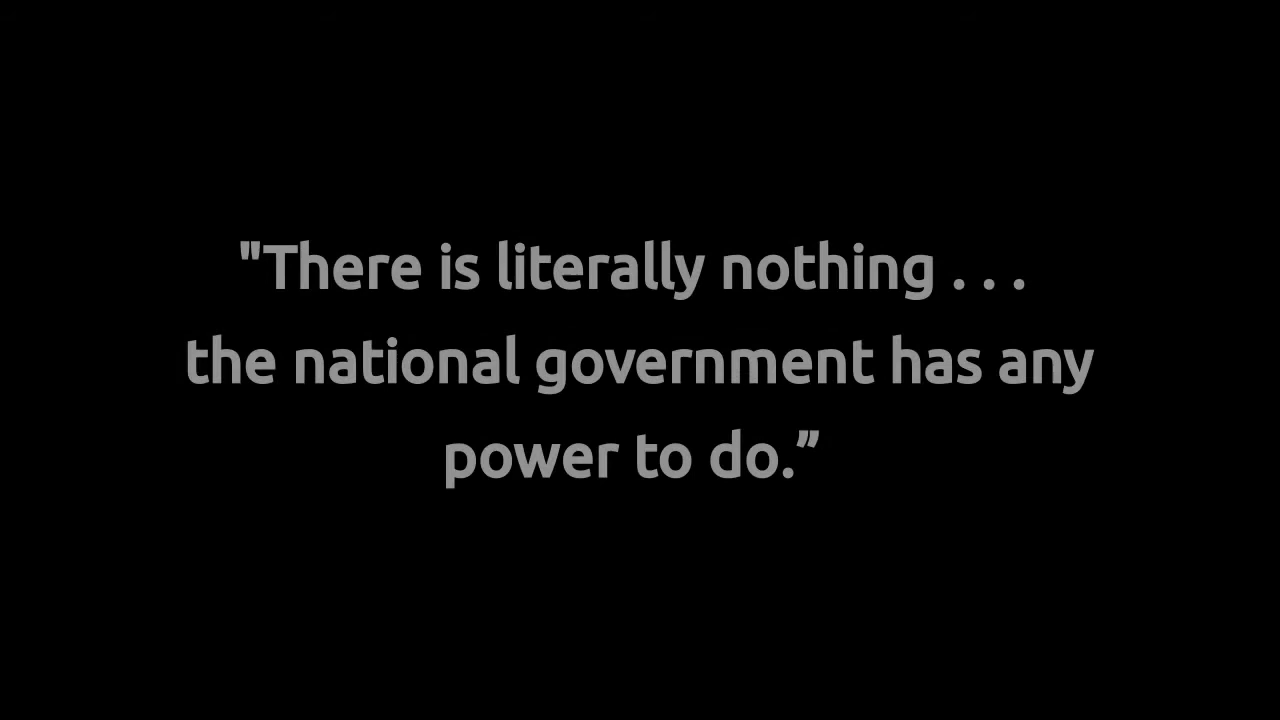 "There is literally nothing . . .
the national government has any
power to do.”